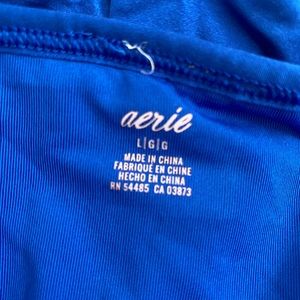 aerie
L|G|G
MADE IN CHINA
FABRIQUÉ EN CHINE
HECHO EN CHINA
RN 54485 CA 03873